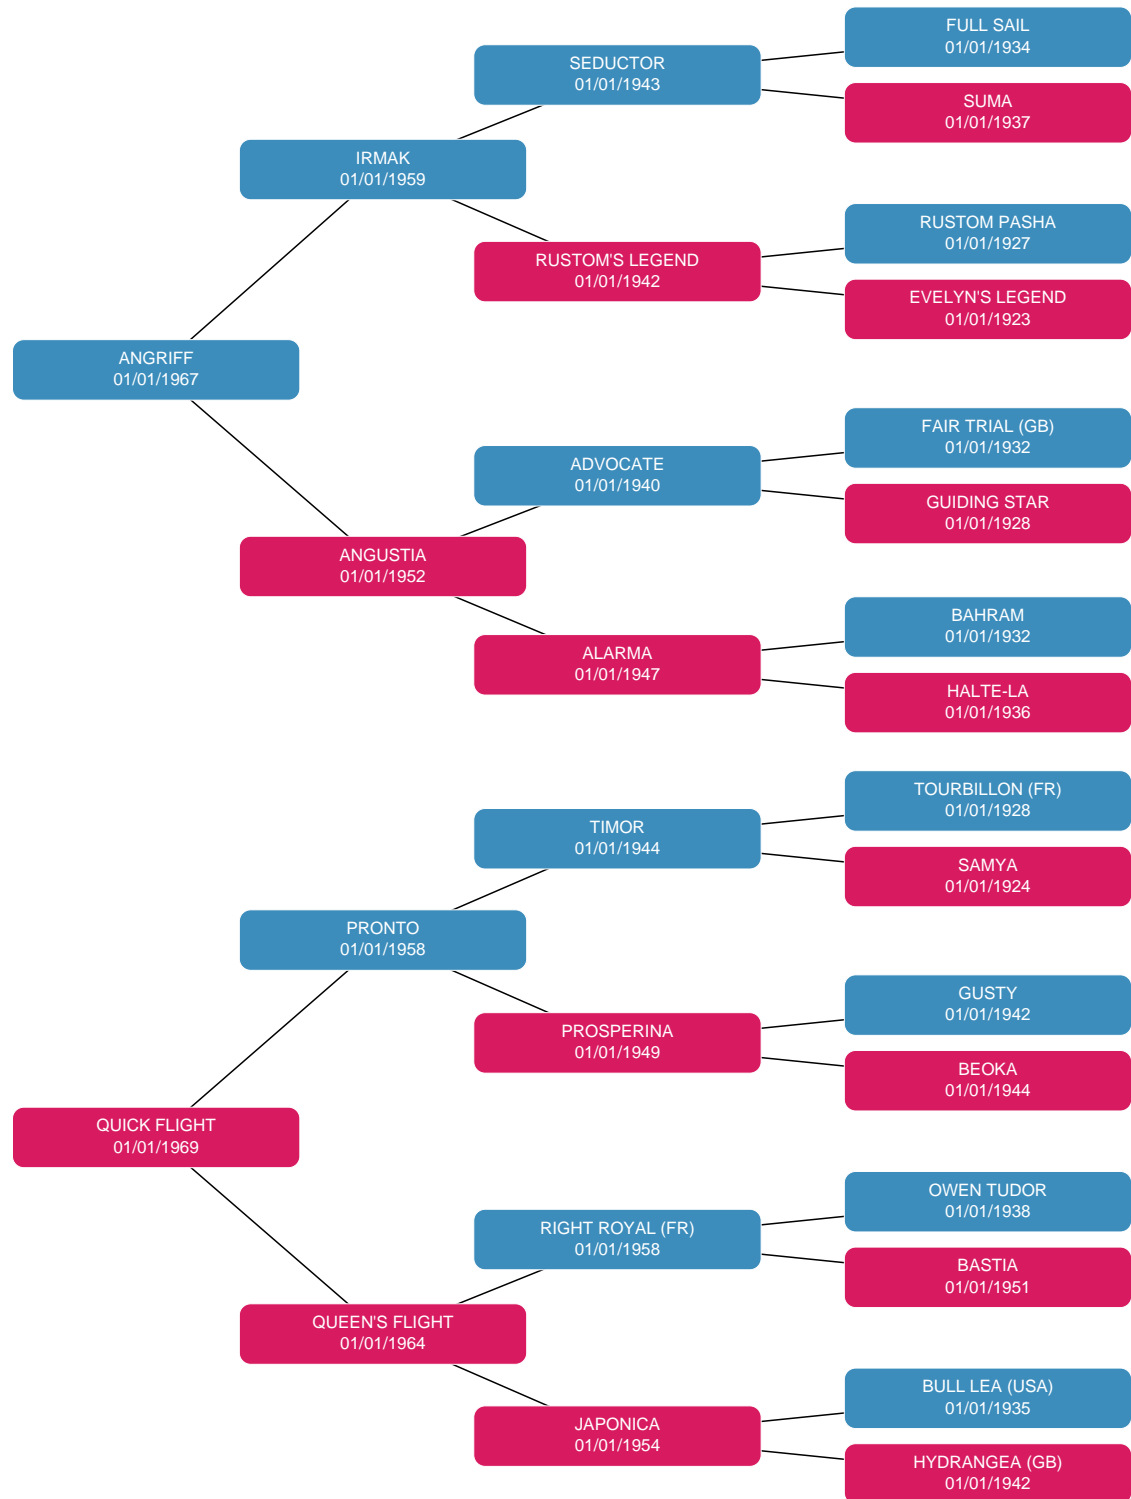 FULL SAIL
01/01/1934
SEDUCTOR
01/01/1943
SUMA
01/01/1937
IRMAK
01/01/1959
RUSTOM PASHA
01/01/1927
RUSTOM'S LEGEND
01/01/1942
EVELYN'S LEGEND
01/01/1923
ANGRIFF
01/01/1967
FAIR TRIAL (GB)
01/01/1932
ADVOCATE
01/01/1940
GUIDING STAR
01/01/1928
ANGUSTIA
01/01/1952
BAHRAM
01/01/1932
ALARMA
01/01/1947
HALTE-LA
01/01/1936
TOURBILLON (FR)
01/01/1928
TIMOR
01/01/1944
SAMYA
01/01/1924
PRONTO
01/01/1958
GUSTY
01/01/1942
PROSPERINA
01/01/1949
BEOKA
01/01/1944
QUICK FLIGHT
01/01/1969
OWEN TUDOR
01/01/1938
RIGHT ROYAL (FR)
01/01/1958
BASTIA
01/01/1951
QUEEN'S FLIGHT
01/01/1964
BULL LEA (USA)
01/01/1935
JAPONICA
01/01/1954
HYDRANGEA (GB)
01/01/1942